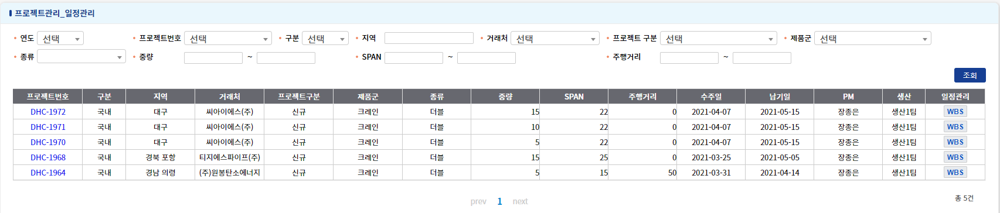 프로젝트관리_일정관리
연도 선택 프로젝트번호 선택 구분 선택 지역 거래처 선택 프로젝트 구분 선택 제품군 선택
종류 중량 ~ SPAN ~ 주행거리 ~
조회
프로젝트번호 구분 지역 거래처 프로젝트구분 제품군 종류 중량 SPAN 주행거리 수주일 납기일 PM 생산 일정관리
DHC-1972 국내 대구 씨아이에스(주) 신규 크레인 더블 15 22 0 2021-04-07 2021-05-15 장종은 생산1팀 WBS
DHC-1971 국내 대구 씨아이에스(주) 신규 크레인 더블 10 22 0 2021-04-07 2021-05-15 장종은 생산1팀 WBS
DHC-1970 국내 대구 씨아이에스(주) 신규 크레인 더블 5 22 0 2021-04-07 2021-05-15 장종은 생산1팀 WBS
DHC-1968 국내 경북 포항 티지에스파이프(주) 신규 크레인 더블 15 25 0 2021-03-25 2021-05-05 장종은 생산1팀 WBS
DHC-1964 국내 경남 의령 (주)원봉탄소에너지 신규 크레인 더블 5 15 50 2021-03-31 2021-04-14 장종은 생산1팀 WBS
prev 1 next
총 5건